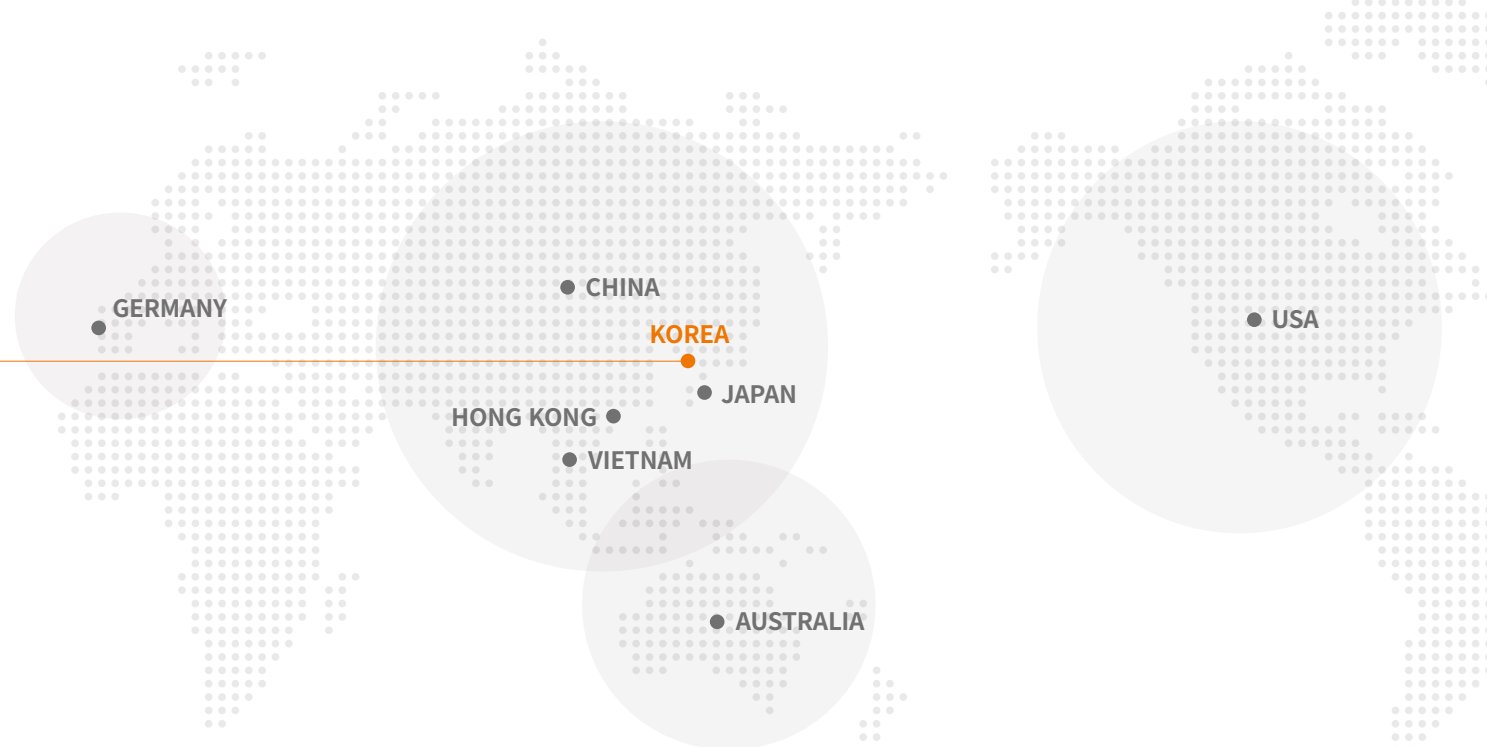 CHINA
GERMANY
USA
KOREA
JAPAN
HONG KONG
VIETNAM
AUSTRALIA